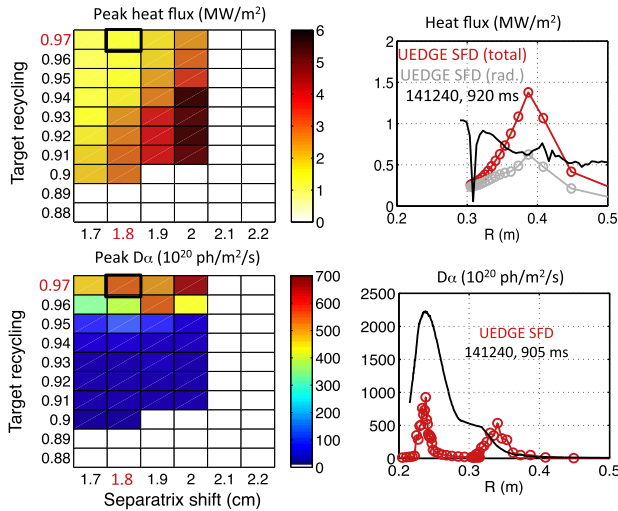 Peak heat flux (MW/m²)
Target recycling
0.97
0.96
0.95
0.94
0.93
0.92
0.91
0.9
0.89
0.88
1.7 1.8 1.9 2 2.1 2.2
6
5
4
3
2
1
0
Heat flux (MW/m²)
UEDGE SFD (total)
UEDGE SFD (rad.)
141240, 920 ms
2
1.5
1
0.5
0
0.2 0.3 0.4 0.5
R (m)
Peak Dα (10²⁰ ph/m²/s)
Target recycling
0.97
0.96
0.95
0.94
0.93
0.92
0.91
0.9
0.89
0.88
1.7 1.8 1.9 2 2.1 2.2
Separatrix shift (cm)
700
600
500
400
300
200
100
0
Dα (10²⁰ ph/m²/s)
UEDGE SFD
141240, 905 ms
2500
2000
1500
1000
500
0
0.2 0.3 0.4 0.5
R (m)